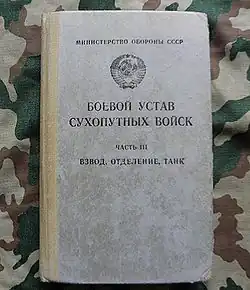 МИНИСТЕРСТВО ОБОРОНЫ СССР
БОЕВОЙ УСТАВ
СУХОПУТНЫХ ВОЙСК
ЧАСТЬ III
ВЗВОД, ОТДЕЛЕНИЕ, ТАНК